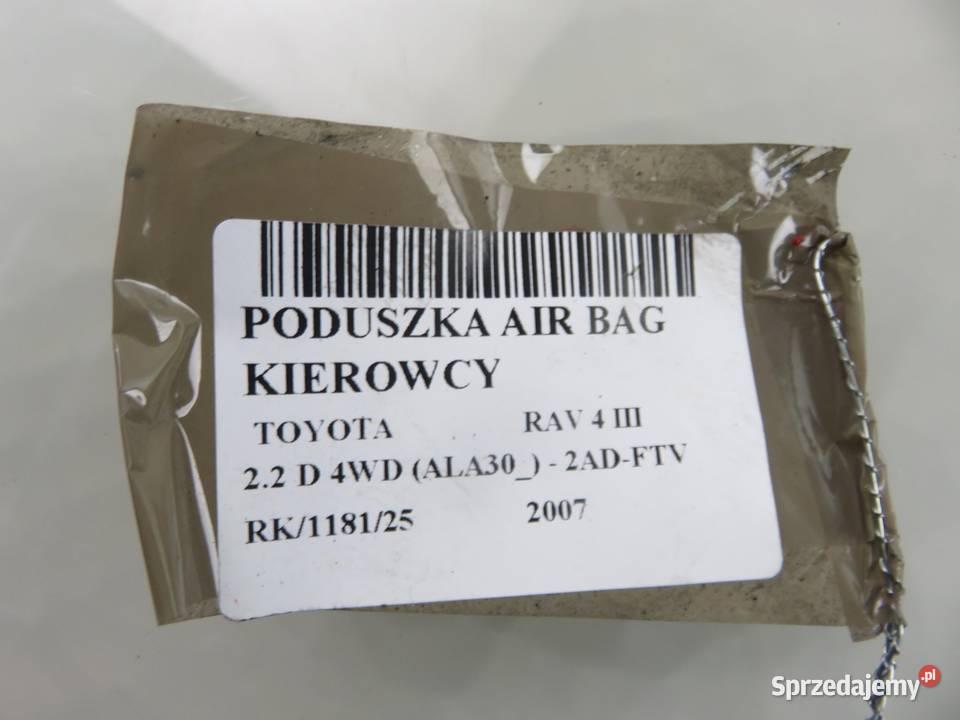 PODUSZKA AIR BAG
KIEROWCY
TOYOTA RAV 4 III
2.2 D 4WD (ALA30_) - 2AD-FTV
RK/1181/25 2007
Sprzedajemy.pl